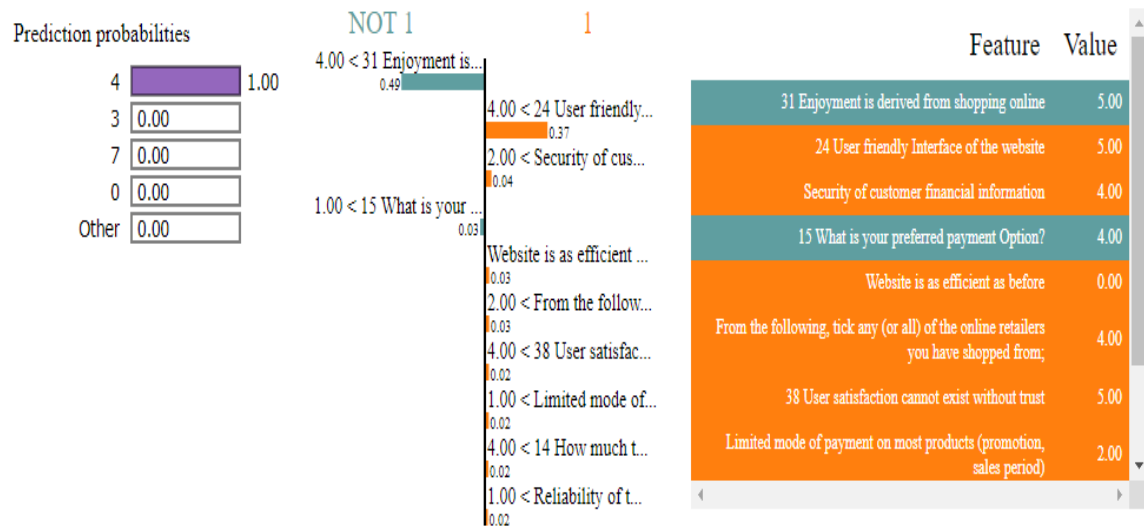 Prediction probabilities
4 1.00
3 0.00
7 0.00
0 0.00
Other 0.00
NOT 1
1
4.00 < 31 Enjoyment is...
0.49
4.00 < 24 User friendly...
0.37
2.00 < Security of cus...
0.04
1.00 < 15 What is your ...
0.03
Website is as efficient ...
0.03
2.00 < From the follow...
0.03
4.00 < 38 User satisfac...
0.02
1.00 < Limited mode of...
0.02
4.00 < 14 How much t...
0.02
1.00 < Reliability of t...
0.02
Feature Value
31 Enjoyment is derived from shopping online 5.00
24 User friendly Interface of the website 5.00
Security of customer financial information 4.00
15 What is your preferred payment Option? 4.00
Website is as efficient as before 0.00
From the following, tick any (or all) of the online retailers
you have shopped from; 4.00
38 User satisfaction cannot exist without trust 5.00
Limited mode of payment on most products (promotion,
sales period) 2.00